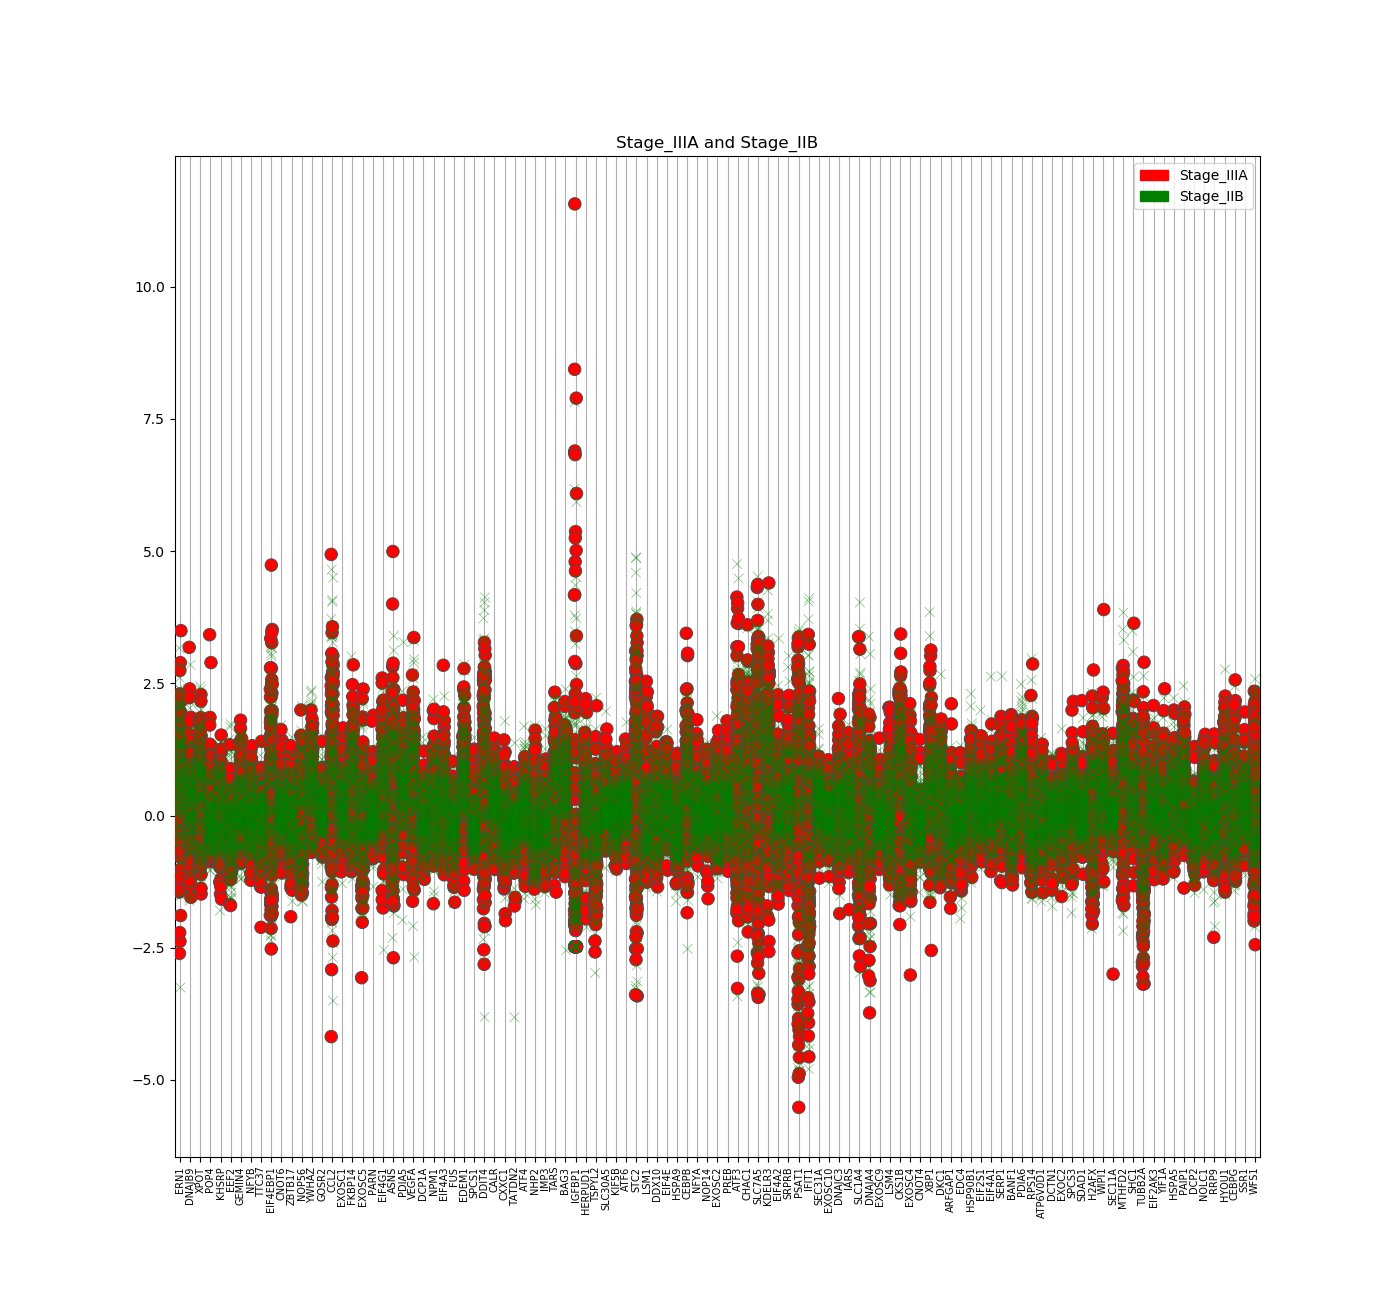 Stage_IIIA and Stage_IIB
Stage_IIIA
Stage_IIB
10.0
7.5
5.0
2.5
0.0
−2.5
−5.0
ERN1
DNAJB9
XPOT
POP4
KHSRP
EEF2
GEMIN4
NFYB
TTC37
EIF4EBP1
CNOT6
ZBTB17
NOP56
YWHAZ
GOSR2
CCL2
EXOSC1
FKBP14
EXOSC5
PARN
EIF4G1
ASNS
PDIA5
VEGFA
DCP1A
NPM1
EIF4A3
FUS
EDEM1
SPCS1
DDIT4
CALR
CXXC1
TATDN2
ATF4
NHP2
IMP3
TARS
BAG3
IGFBP1
HERPUD1
TSPYL2
SLC30A5
KIF5B
ATF6
STC2
LSM1
DDX10
EIF4E
HSPA9
CEBPB
NFYA
NOP14
EXOSC2
PREB
ATF3
CHAC1
SLC7A5
KDELR3
EIF4A2
SRPRB
PSAT1
IFIT1
SEC31A
EXOSC10
DNAJC3
IARS
SLC1A4
DNAJA4
EXOSC9
LSM4
CKS1B
EXOSC4
CNOT4
XBP1
DKC1
ARFGAP1
EDC4
HSP90B1
EIF2S1
EIF4A1
SERP1
BANF1
PDIA6
RPS14
ATP6V0D1
DCTN1
EXOC2
SPCS3
SDAD1
H2AFX
WIPI1
SEC11A
MTHFD2
SHC1
TUBB2A
EIF2AK3
YIF1A
HSPA5
PAIP1
DCP2
NOLC1
RRP9
HYOU1
CEBPG
SSR1
WFS1